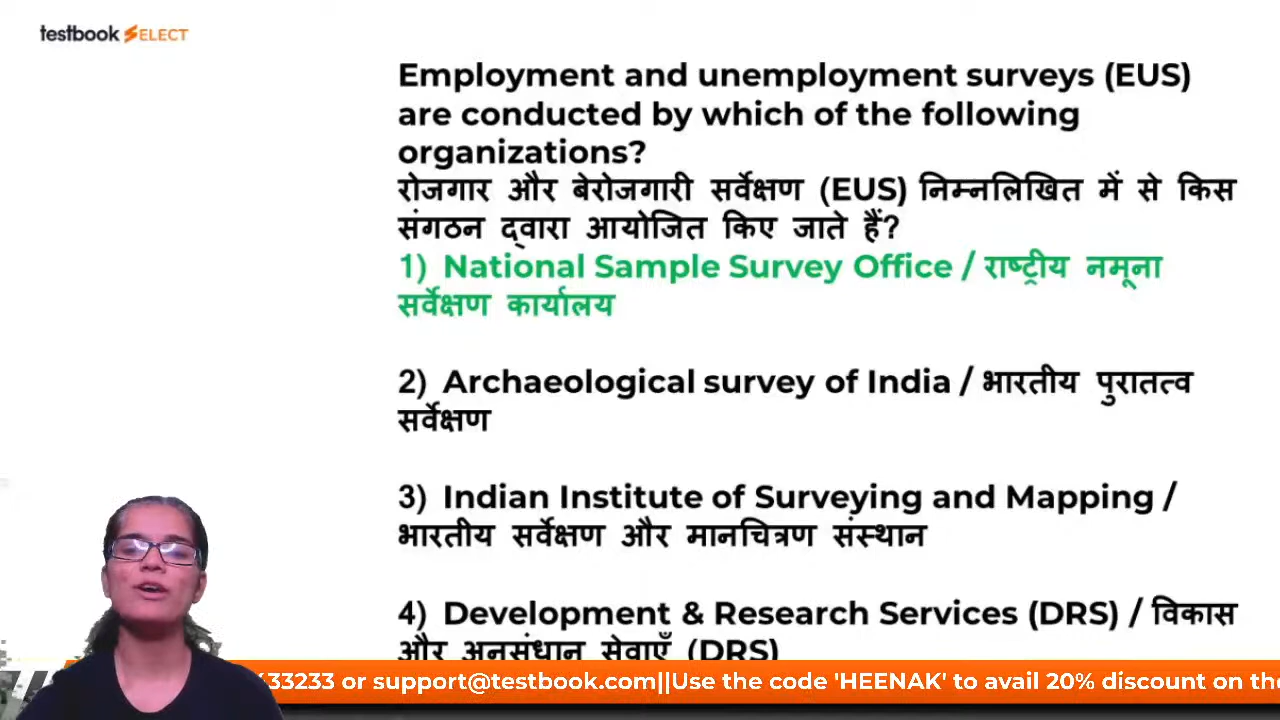 testbook SELECT
Employment and unemployment surveys (EUS)
are conducted by which of the following
organizations?
रोजगार और बेरोजगारी सर्वेक्षण (EUS) निम्नलिखित में से किस
संगठन द्वारा आयोजित किए जाते हैं?
1) National Sample Survey Office / राष्ट्रीय नमूना
सर्वेक्षण कार्यालय
2) Archaeological survey of India / भारतीय पुरातत्व
सर्वेक्षण
3) Indian Institute of Surveying and Mapping /
भारतीय सर्वेक्षण और मानचित्रण संस्थान
4) Development & Research Services (DRS) / विकास
और अनुसंधान सेवाएँ (DRS)
33233 or support@testbook.com||Use the code 'HEENAK' to avail 20% discount on the